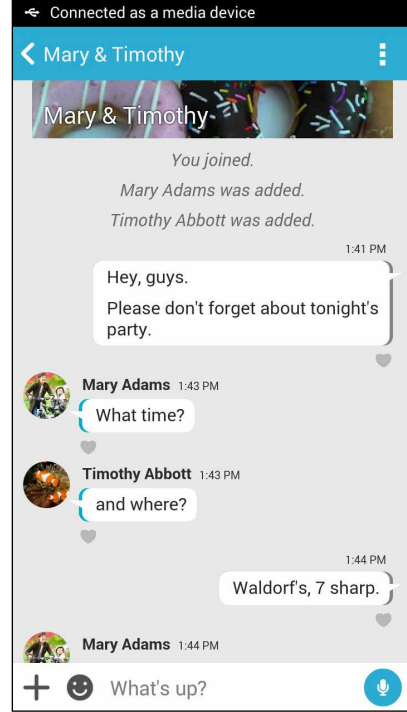 Connected as a media device
Mary & Timothy
Mary & Timothy
You joined.
Mary Adams was added.
Timothy Abbott was added.
1:41 PM
Hey, guys.
Please don't forget about tonight's
party.
Mary Adams 1:43 PM
What time?
Timothy Abbott 1:43 PM
and where?
1:44 PM
Waldorf's, 7 sharp.
Mary Adams 1:44 PM
What's up?